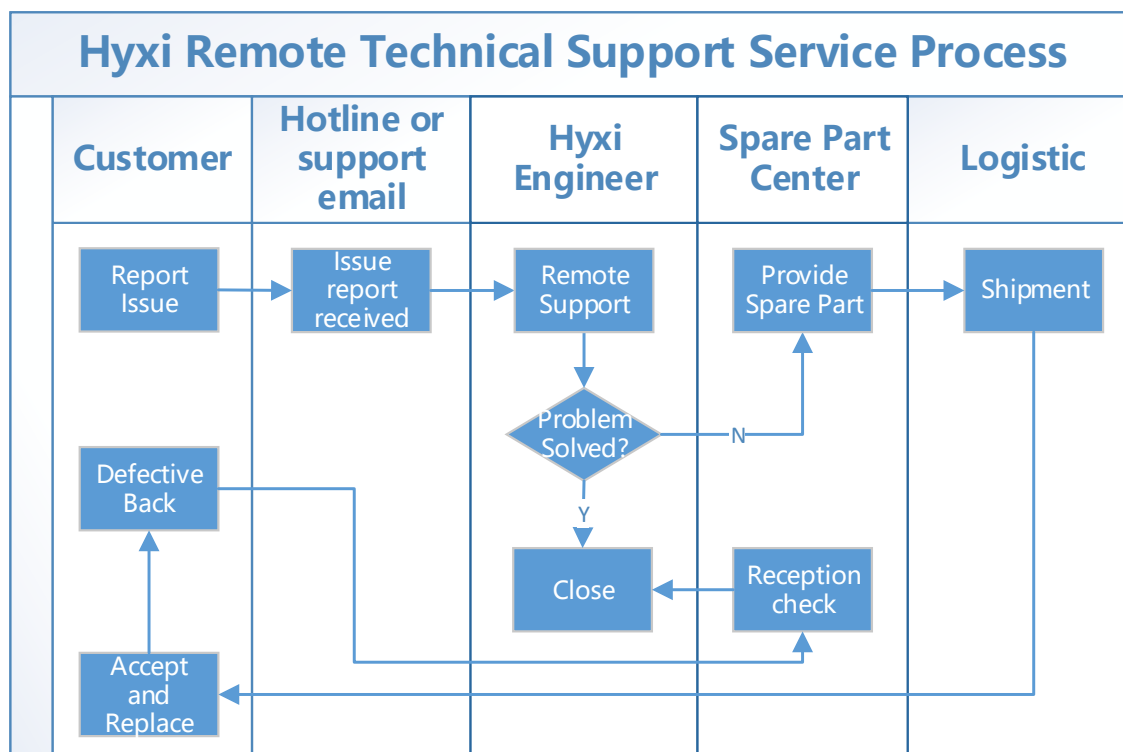 Hyxi Remote Technical Support Service Process
Customer
Hotline or
support
email
Hyxi
Engineer
Spare Part
Center
Logistic
Report
Issue
Issue
report
received
Remote
Support
Provide
Spare Part
Shipment
Problem
Solved?
N
Y
Defective
Back
Close
Reception
check
Accept
and
Replace